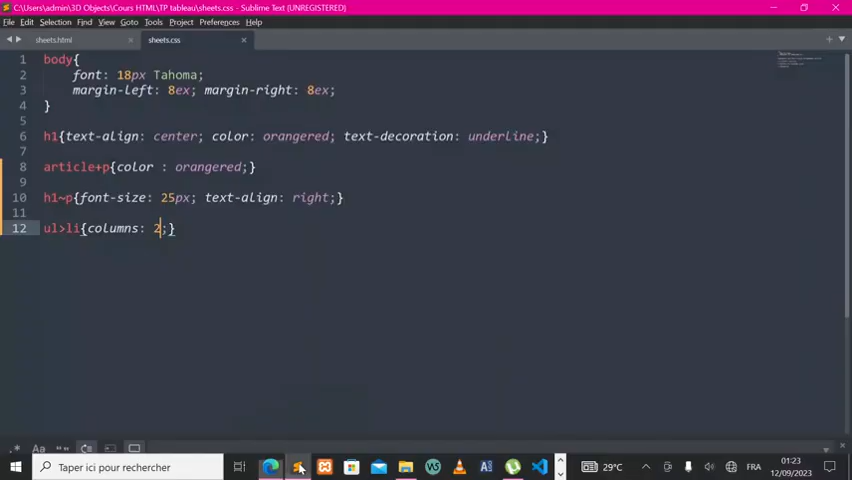 C:\Users\admin\3D Objects\Cours HTML\TP tableau\sheets.css - Sublime Text (UNREGISTERED)
File Edit Selection Find View Goto Tools Project Preferences Help
sheets.html sheets.css
1 body{
2 font: 18px Tahoma;
3 margin-left: 8ex; margin-right: 8ex;
4 }
5
6 h1{text-align: center; color: orangered; text-decoration: underline;}
7
8 article+p{color : orangered;}
9
10 h1~p{font-size: 25px; text-align: right;}
11
12 ul>li{columns: 2;}
Aa
Taper ici pour rechercher
29°C
FRA
01:23
12/09/2023